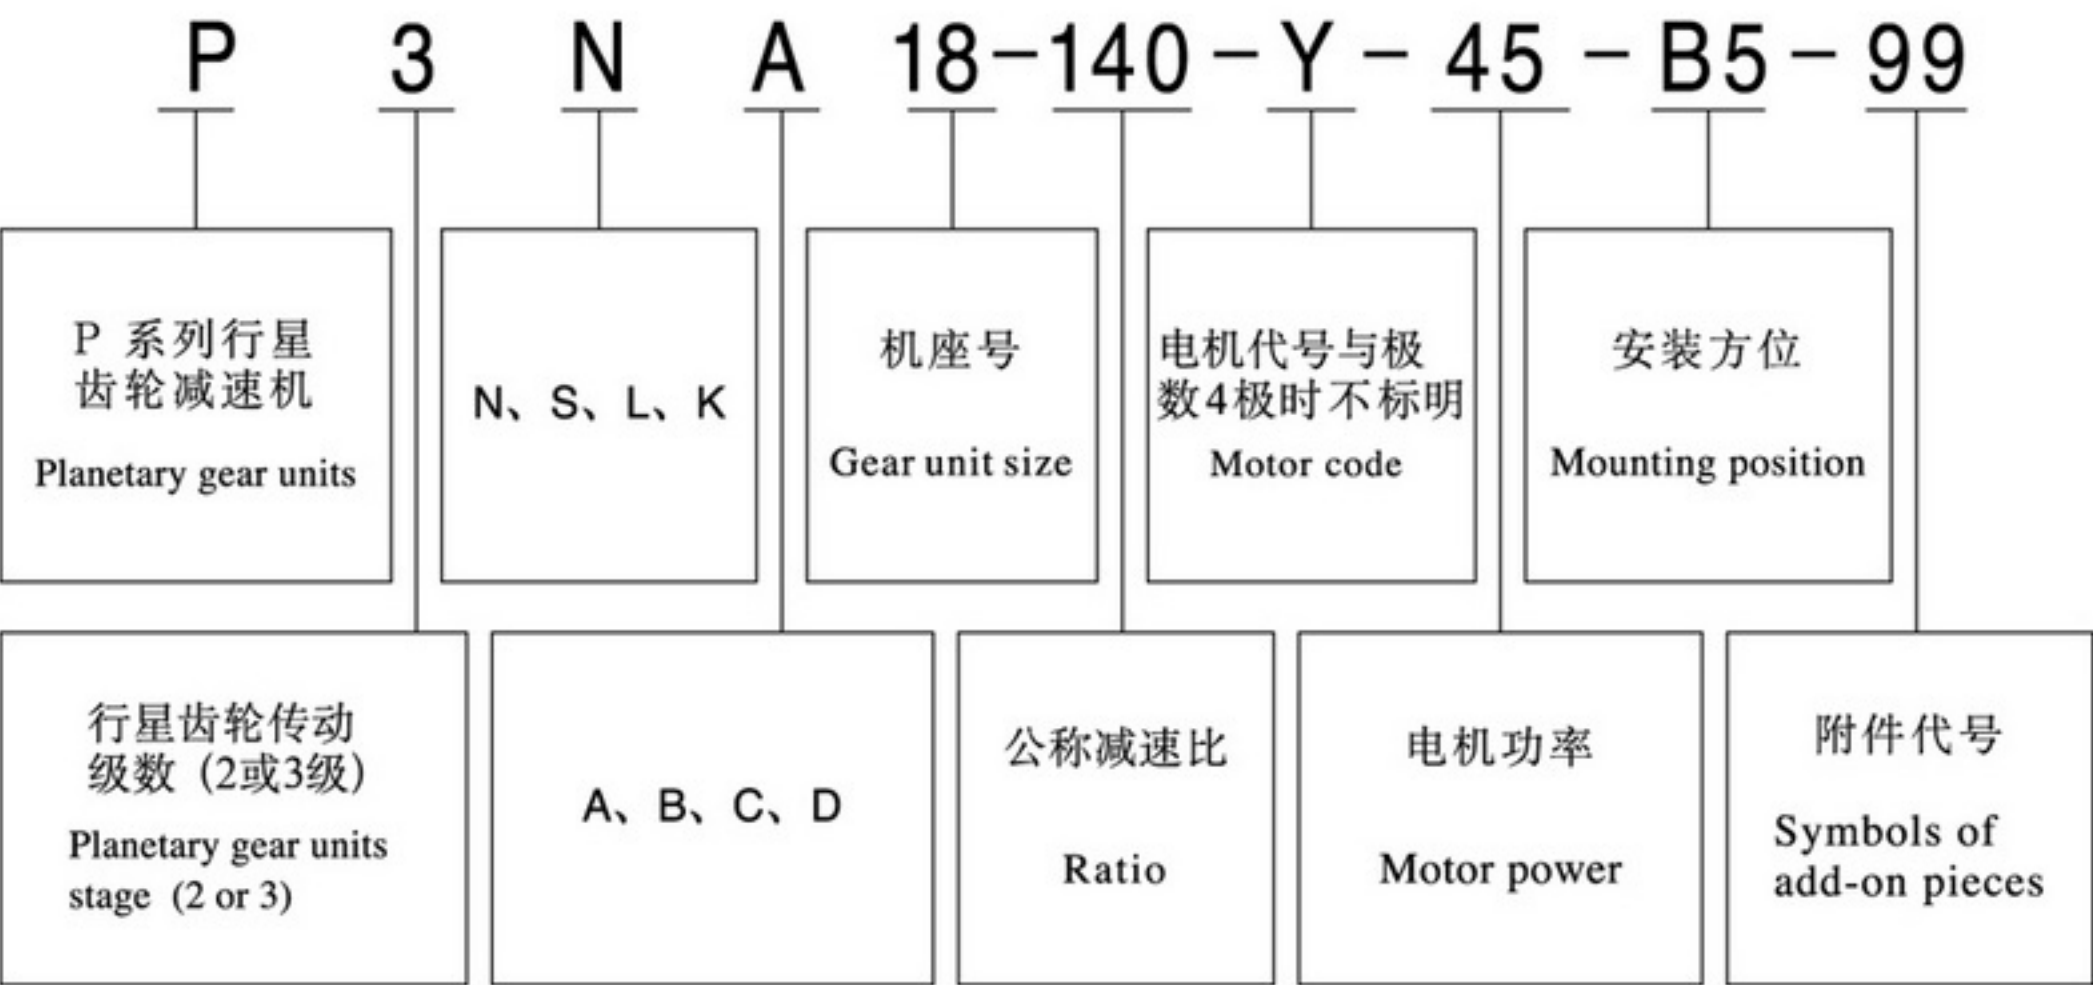 P 3 N A 18-140-Y-45-B5-99
P 系列行星
齿轮减速机
Planetary gear units
N、S、L、K
机座号
Gear unit size
电机代号与极
数4极时不标明
Motor code
安装方位
Mounting position
行星齿轮传动
级数 (2或3级)
Planetary gear units
stage (2 or 3)
A、B、C、D
公称减速比
Ratio
电机功率
Motor power
附件代号
Symbols of
add-on pieces